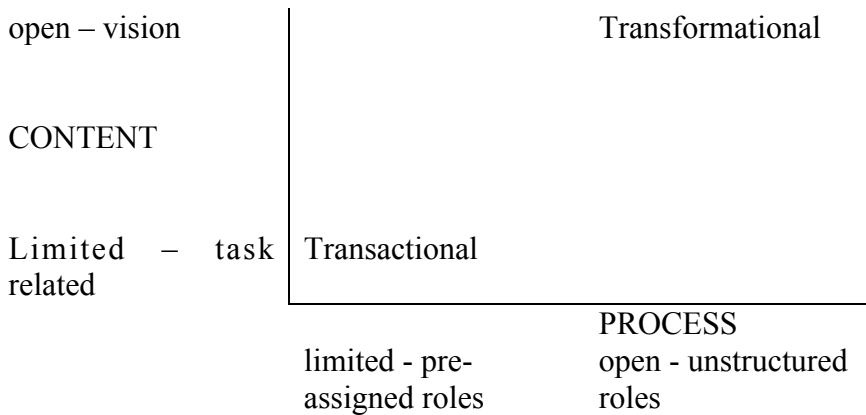 open – vision
Transformational
CONTENT
Limited – task
related
Transactional
PROCESS
limited - pre-
assigned roles
open - unstructured
roles